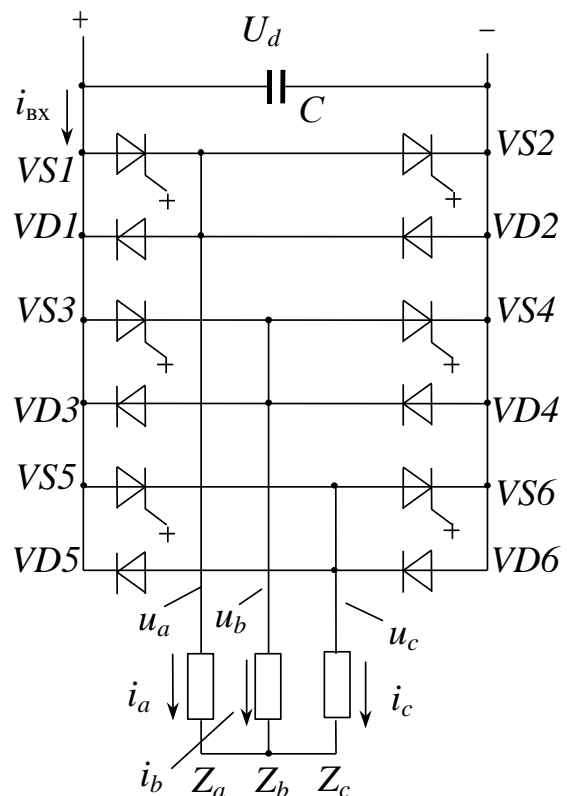 + −
U_d
i_вх C
VS1 VS2
+ +
VD1 VD2
VS3 VS4
+ +
VD3 VD4
VS5 VS6
+ +
VD5 VD6
u_a u_b u_c
i_a i_c
i_b Z_a Z_b Z_c